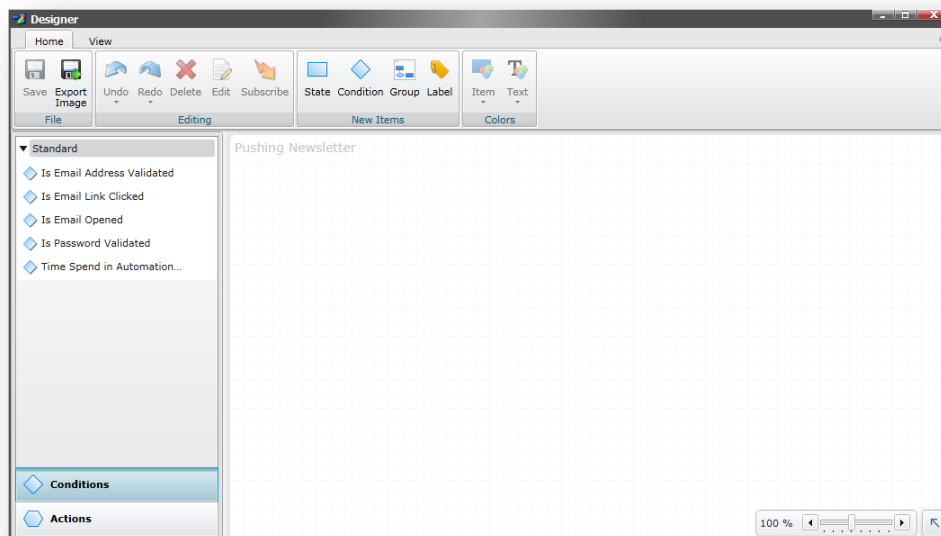 Designer
Home View
Save Export Image Undo Redo Delete Edit Subscribe State Condition Group Label Item Text
File Editing New Items Colors
Standard
Pushing Newsletter
Is Email Address Validated
Is Email Link Clicked
Is Email Opened
Is Password Validated
Time Spend in Automation...
Conditions
Actions
100 %